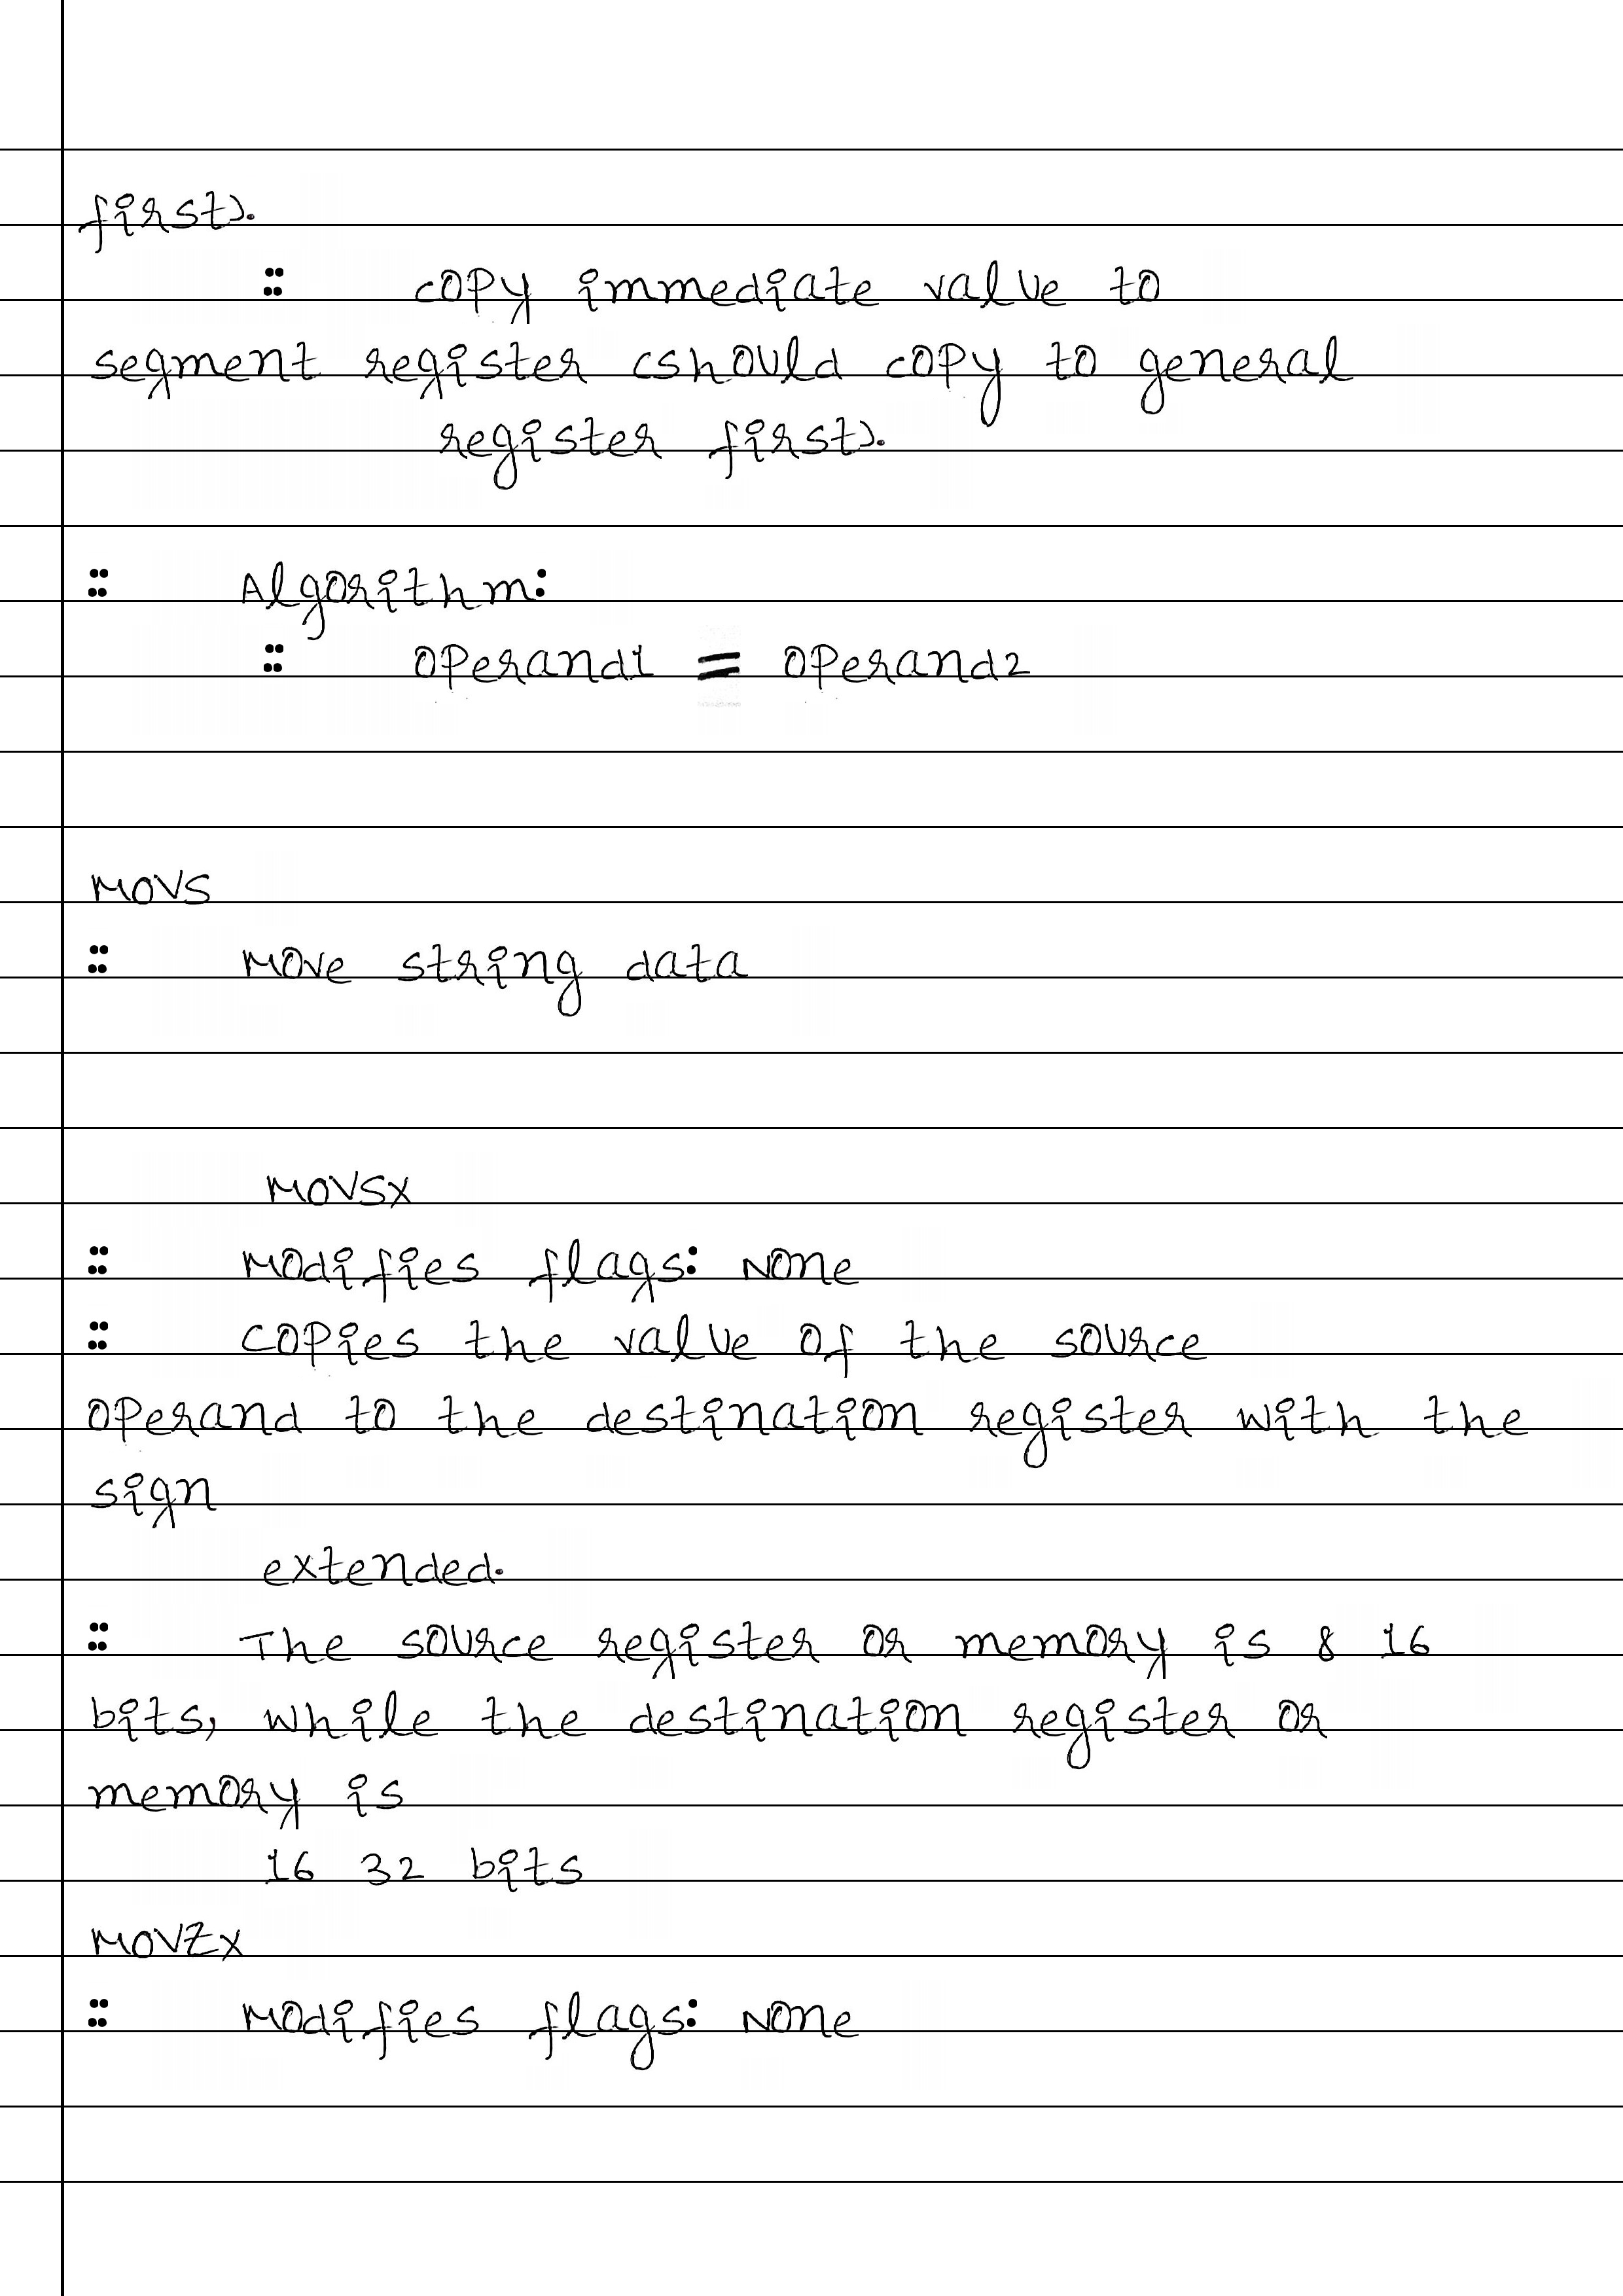 first).
:: copy immediate value to
segment register (should copy to general
register first).
:: Algorithm:
:: operand1 = operand2
MOVS
:: Move string data
MOVSX
:: Modifies flags: None
:: Copies the value of the source
operand to the destination register with the
sign
extended.
:: The source register or memory is 8 16
bits, while the destination register or
memory is
16 32 bits
MOVZX
:: Modifies flags: None